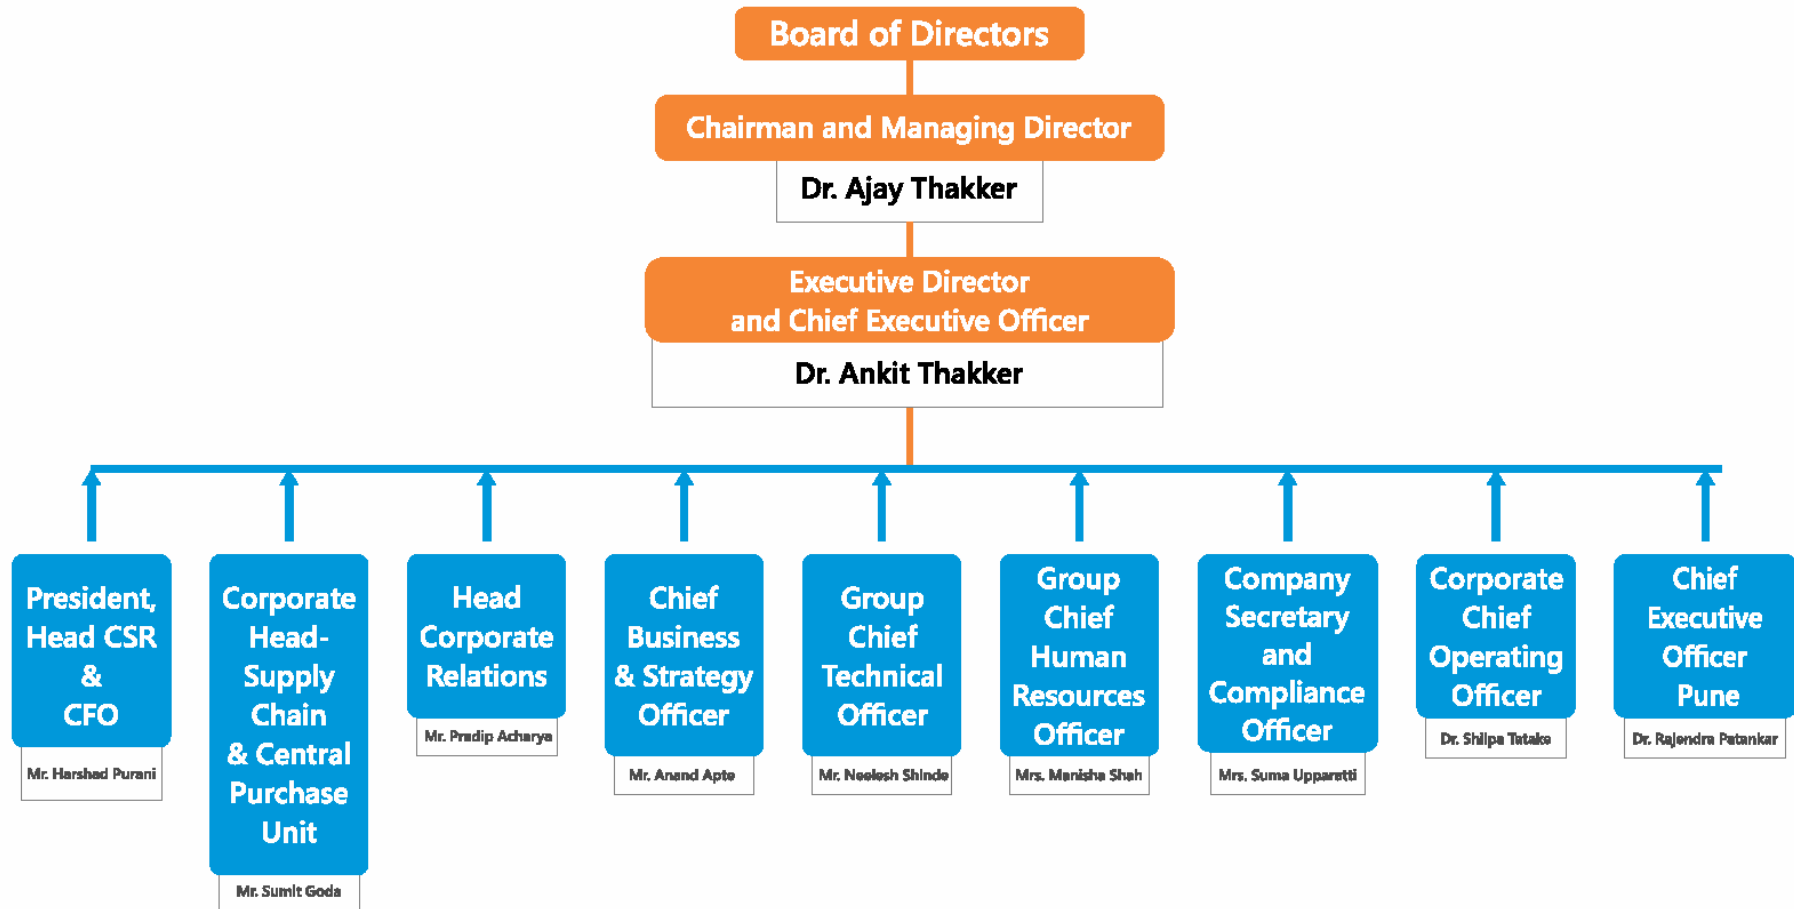 Board of Directors
Chairman and Managing Director
Dr. Ajay Thakker
Executive Director
and Chief Executive Officer
Dr. Ankit Thakker
President,
Head CSR
&
CFO
Mr. Harshad Purani
Corporate
Head-
Supply
Chain
& Central
Purchase
Unit
Mr. Sumit Goda
Head
Corporate
Relations
Mr. Pradip Acharya
Chief
Business
& Strategy
Officer
Mr. Anand Apte
Group
Chief
Technical
Officer
Mr. Neelesh Shinde
Group
Chief
Human
Resources
Officer
Mrs. Manisha Shah
Company
Secretary
and
Compliance
Officer
Mrs. Suma Upparatti
Corporate
Chief
Operating
Officer
Dr. Shilpa Tatake
Chief
Executive
Officer
Pune
Dr. Rajendra Patankar